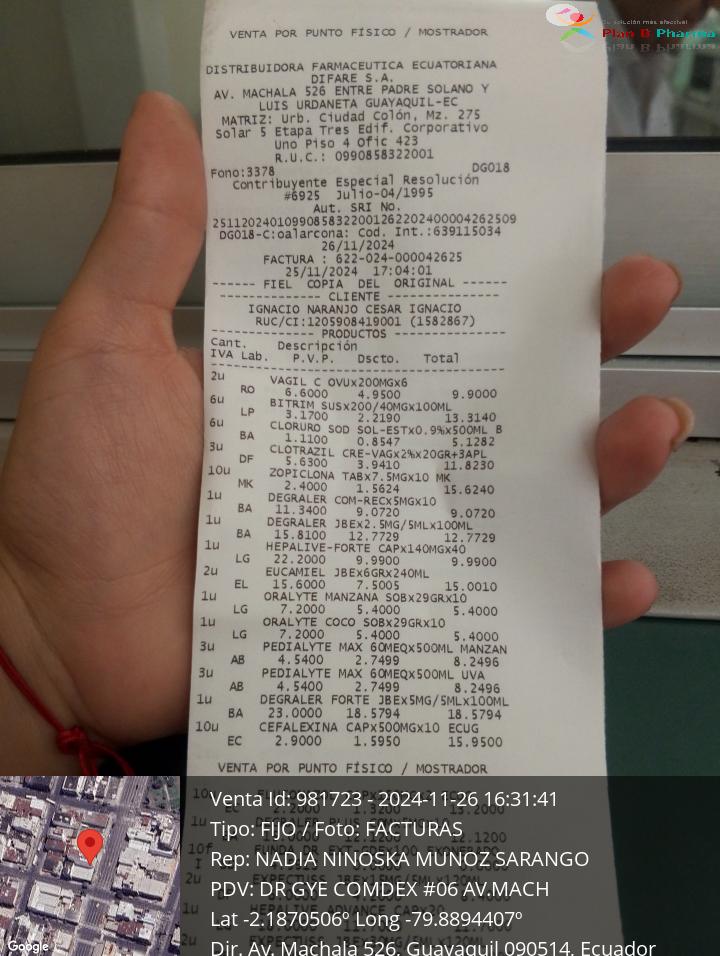 Su solución más efectiva!
Plan B Pharma
VENTA POR PUNTO FÍSICO / MOSTRADOR
DISTRIBUIDORA FARMACEUTICA ECUATORIANA
DIFARE S.A.
AV. MACHALA 526 ENTRE PADRE SOLANO Y
LUIS URDANETA GUAYAQUIL-EC
MATRIZ: Urb. Ciudad Colón, Mz. 275
Solar 5 Etapa Tres Edif. Corporativo
Uno Piso 4 Ofic 423
R.U.C.: 0990858322001
Fono:3378 DG018
Contribuyente Especial Resolución
#6925 Julio-04/1995
Aut. SRI No.
25112024010990858322001262202400004262509
DG018-C:oalarcona: Cod. Int.:639115034
26/11/2024
FACTURA : 622-024-000042625
25/11/2024 17:04:01
------ FIEL COPIA DEL ORIGINAL ------
-------------- CLIENTE ---------------
IGNACIO NARANJO CESAR IGNACIO
RUC/CI:1205908419001 (1582867)
-------------- PRODUCTOS --------------
Cant. Descripción
IVA Lab. P.V.P. Dscto. Total
2u VAGIL C OVUx200MGx6
RO 6.6000 4.9500 9.9000
6u BITRIM SUSx200/40MGx100ML
LP 3.1700 2.2190 13.3140
6u CLORURO SOD SOL-ESTx0.9%x500ML B
BA 1.1100 0.8547 5.1282
3u CLOTRAZIL CRE-VAGx2%x20GR+3APL
DF 5.6300 3.9410 11.8230
10u ZOPICLONA TABx7.5MGx10 MK
MK 2.4000 1.5624 15.6240
1u DEGRALER COM-RECx5MGx10
BA 11.3400 9.0720 9.0720
1u DEGRALER JBEx2.5MG/5MLx100ML
BA 15.8100 12.7729 12.7729
1u HEPALIVE-FORTE CAPx140MGx40
LG 22.2000 9.9900 9.9900
2u EUCAMIEL JBEx6GRx240ML
EL 15.6000 7.5005 15.0010
1u ORALYTE MANZANA SOBx29GRx10
LG 7.2000 5.4000 5.4000
1u ORALYTE COCO SOBx29GRx10
LG 7.2000 5.4000 5.4000
3u PEDIALYTE MAX 60MEQx500ML MANZAN
AB 4.5400 2.7499 8.2496
3u PEDIALYTE MAX 60MEQx500ML UVA
AB 4.5400 2.7499 8.2496
1u DEGRALER FORTE JBEx5MG/5MLx100ML
BA 23.0000 18.5794 18.5794
10u CEFALEXINA CAPx500MGx10 ECUG
EC 2.9000 1.5950 15.9500
VENTA POR PUNTO FÍSICO / MOSTRADOR
Venta Id: 981723 - 2024-11-26 16:31:41
Tipo: FIJO / Foto: FACTURAS
Rep: NADIA NINOSKA MUNOZ SARANGO
PDV: DR GYE COMDEX #06 AV.MACH
Lat -2.1870506º Long -79.8894407º
Dir. Av. Machala 526, Guayaquil 090514, Ecuador
Google